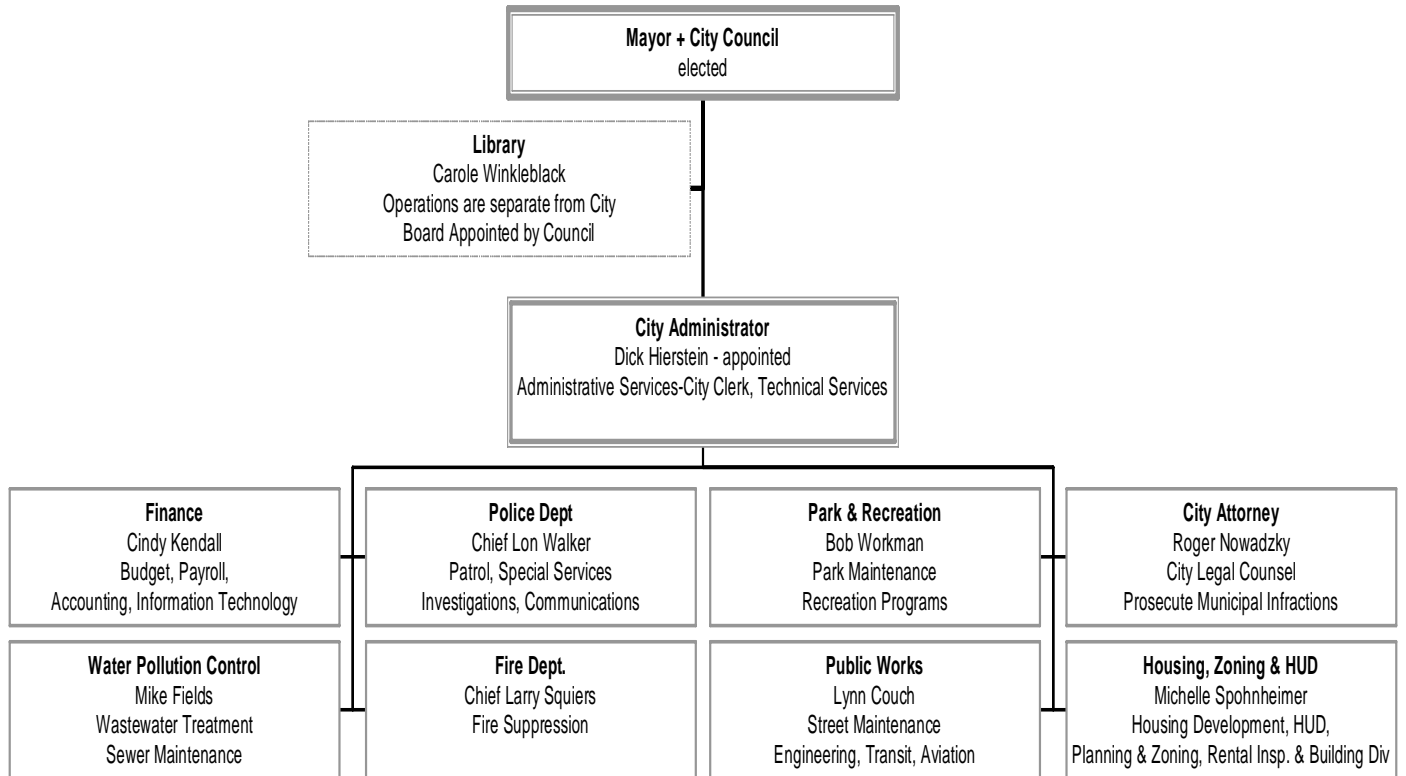 Mayor + City Council
elected
Library
Carole Winkleblack
Operations are separate from City
Board Appointed by Council
City Administrator
Dick Hierstein - appointed
Administrative Services-City Clerk, Technical Services
Finance
Cindy Kendall
Budget, Payroll,
Accounting, Information Technology
Police Dept
Chief Lon Walker
Patrol, Special Services
Investigations, Communications
Park & Recreation
Bob Workman
Park Maintenance
Recreation Programs
City Attorney
Roger Nowadzky
City Legal Counsel
Prosecute Municipal Infractions
Water Pollution Control
Mike Fields
Wastewater Treatment
Sewer Maintenance
Fire Dept.
Chief Larry Squiers
Fire Suppression
Public Works
Lynn Couch
Street Maintenance
Engineering, Transit, Aviation
Housing, Zoning & HUD
Michelle Spohnheimer
Housing Development, HUD,
Planning & Zoning, Rental Insp. & Building Div